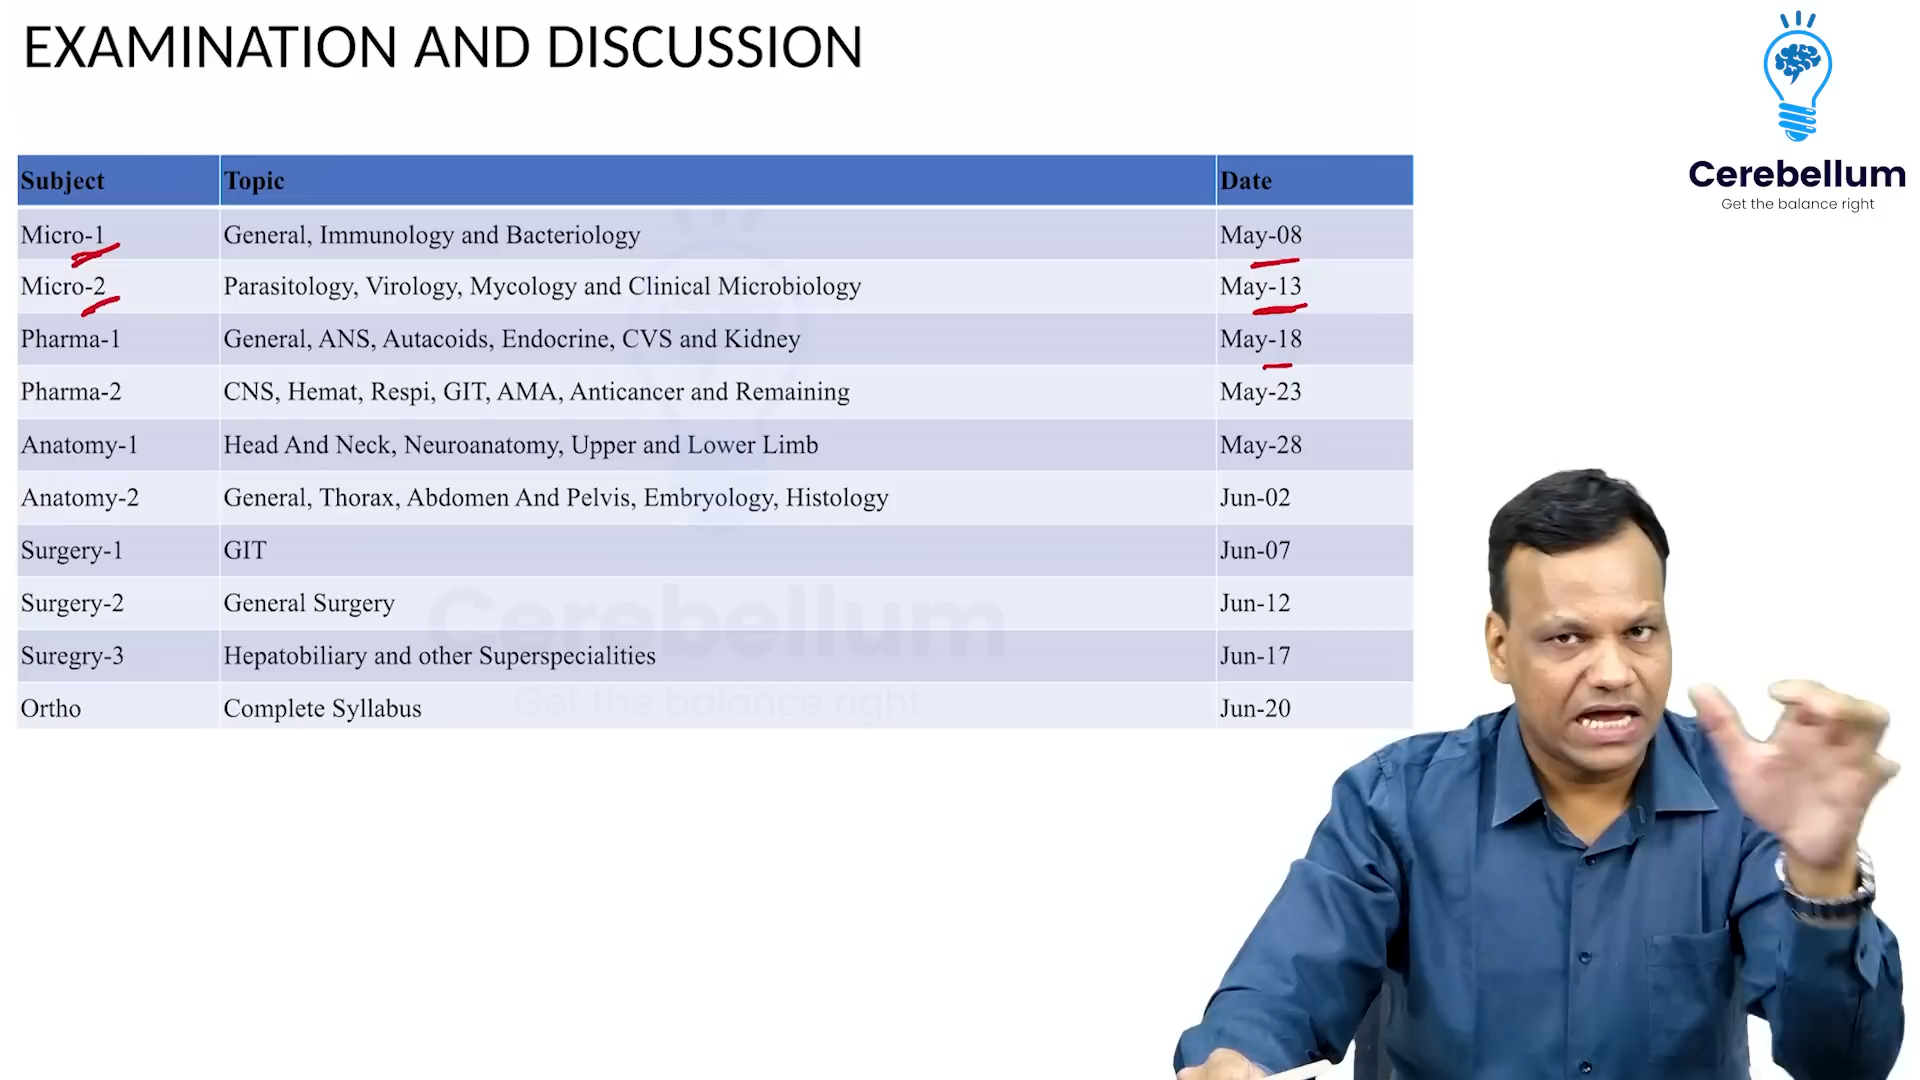 EXAMINATION AND DISCUSSION
Cerebellum
Get the balance right
Subject Topic Date
Micro-1 General, Immunology and Bacteriology May-08
Micro-2 Parasitology, Virology, Mycology and Clinical Microbiology May-13
Pharma-1 General, ANS, Autacoids, Endocrine, CVS and Kidney May-18
Pharma-2 CNS, Hemat, Respi, GIT, AMA, Anticancer and Remaining May-23
Anatomy-1 Head And Neck, Neuroanatomy, Upper and Lower Limb May-28
Anatomy-2 General, Thorax, Abdomen And Pelvis, Embryology, Histology Jun-02
Surgery-1 GIT Jun-07
Surgery-2 General Surgery Jun-12
Suregry-3 Hepatobiliary and other Superspecialities Jun-17
Ortho Complete Syllabus Jun-20
Cerebellum
Get the balance right